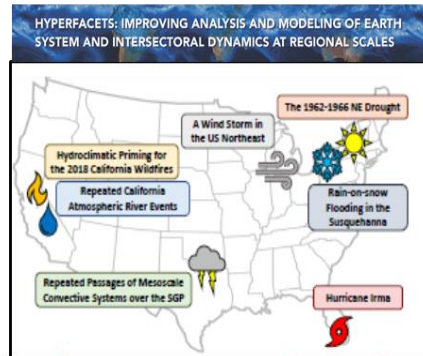 HYPERFACETS: IMPROVING ANALYSIS AND MODELING OF EARTH
SYSTEM AND INTERSECTORAL DYNAMICS AT REGIONAL SCALES
The 1962-1966 NE Drought
A Wind Storm in
the US Northeast
Hydroclimatic Priming for
the 2018 California Wildfires
Repeated California
Atmospheric River Events
Rain-on-snow
Flooding in the
Susquehanna
Repeated Passages of Mesoscale
Convective Systems over the SGP
Hurricane Irma